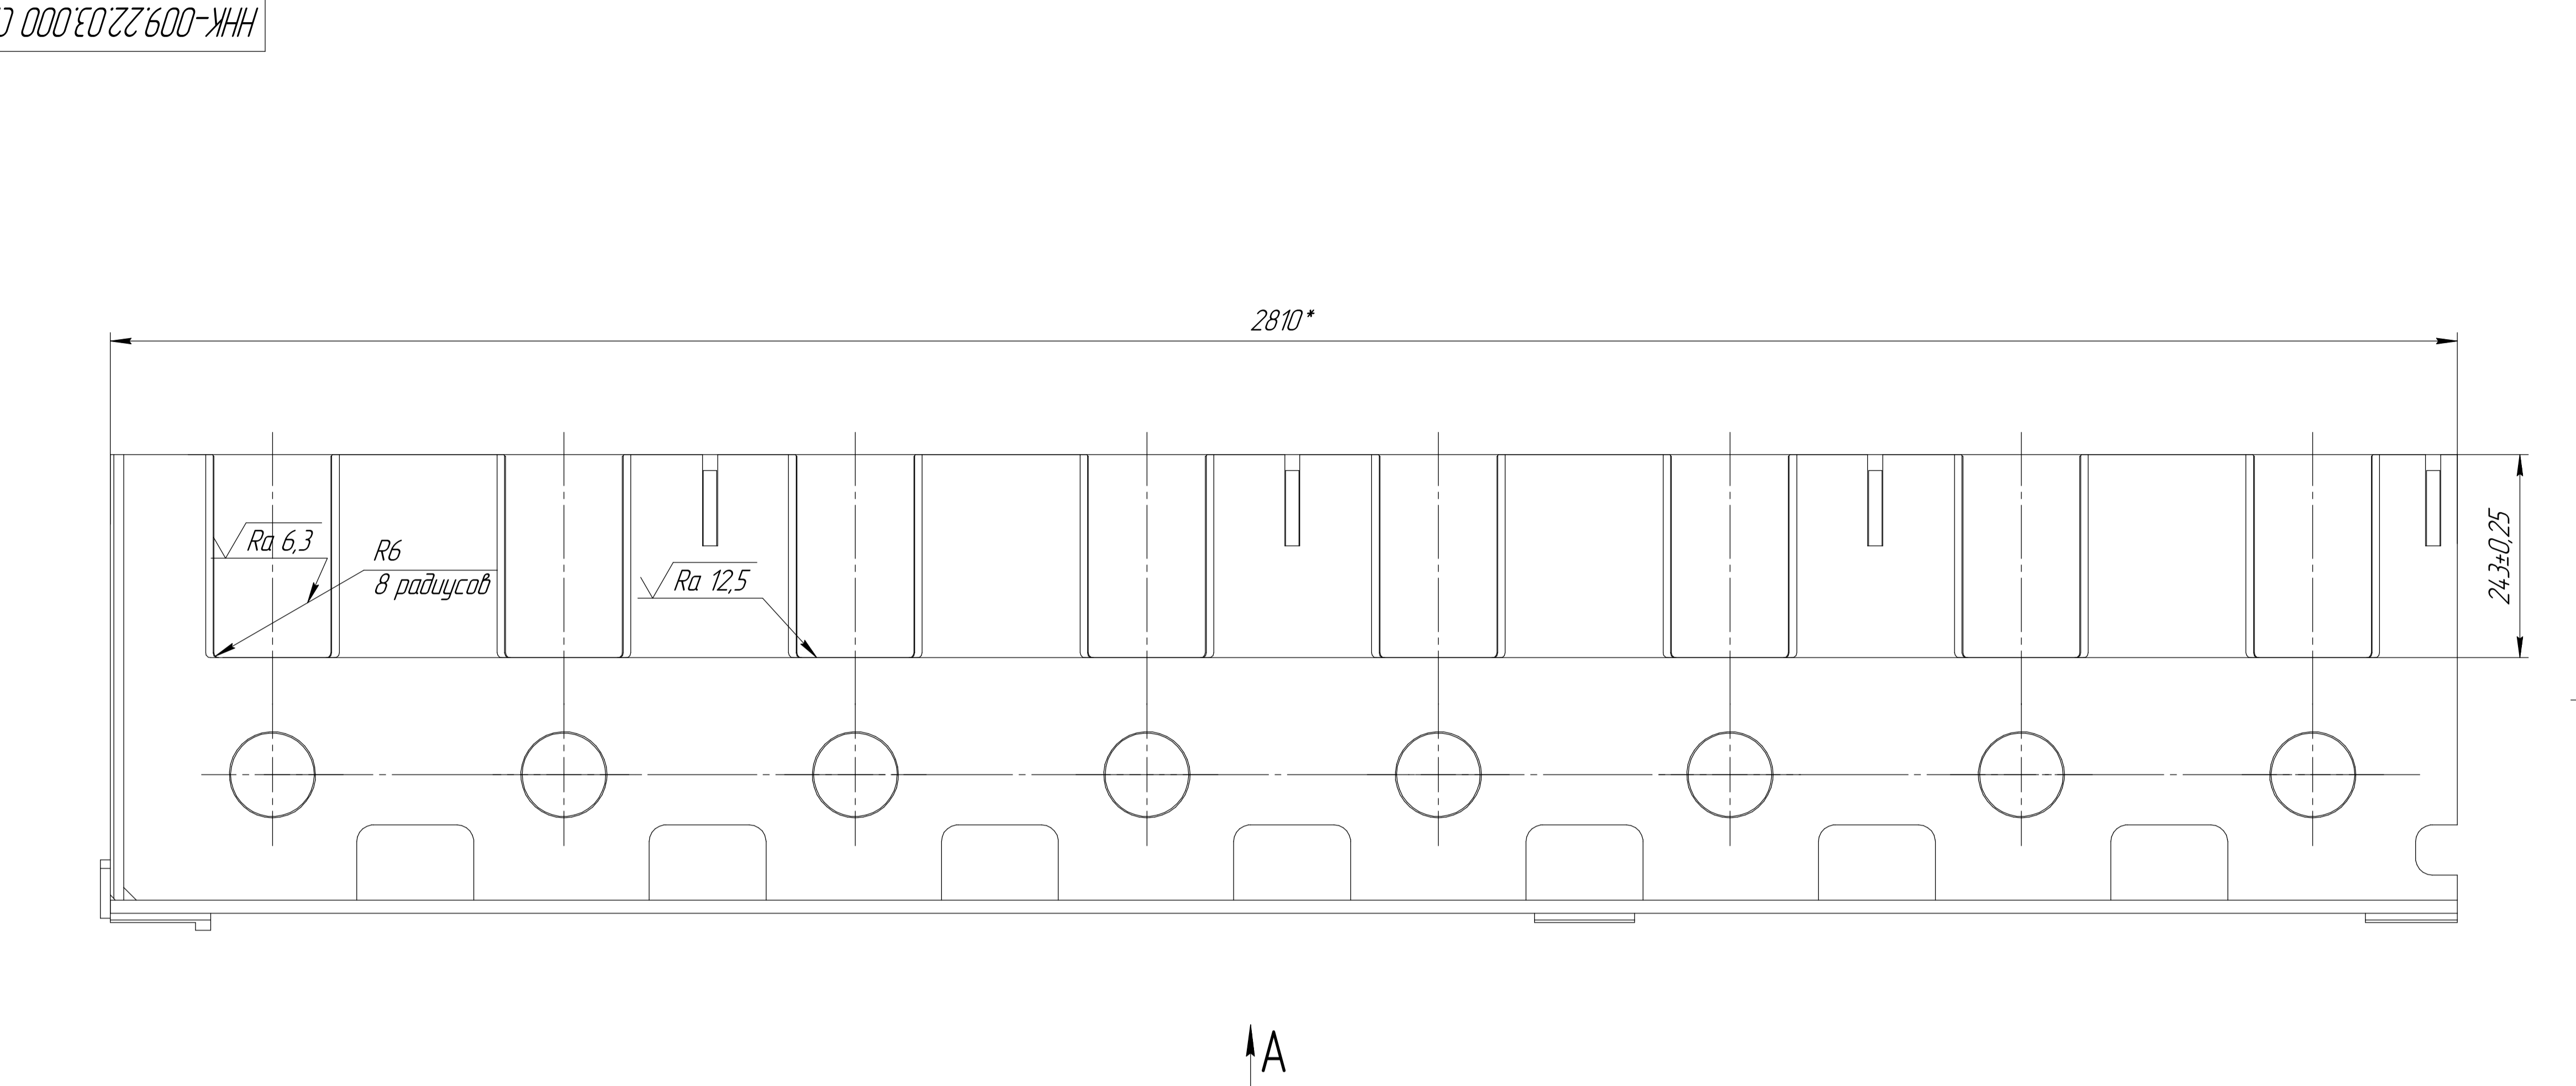 ННК-009.22.03.000 С
2810*
Ra 6,3
R6
8 радиусов
Ra 12,5
243±0,25
А